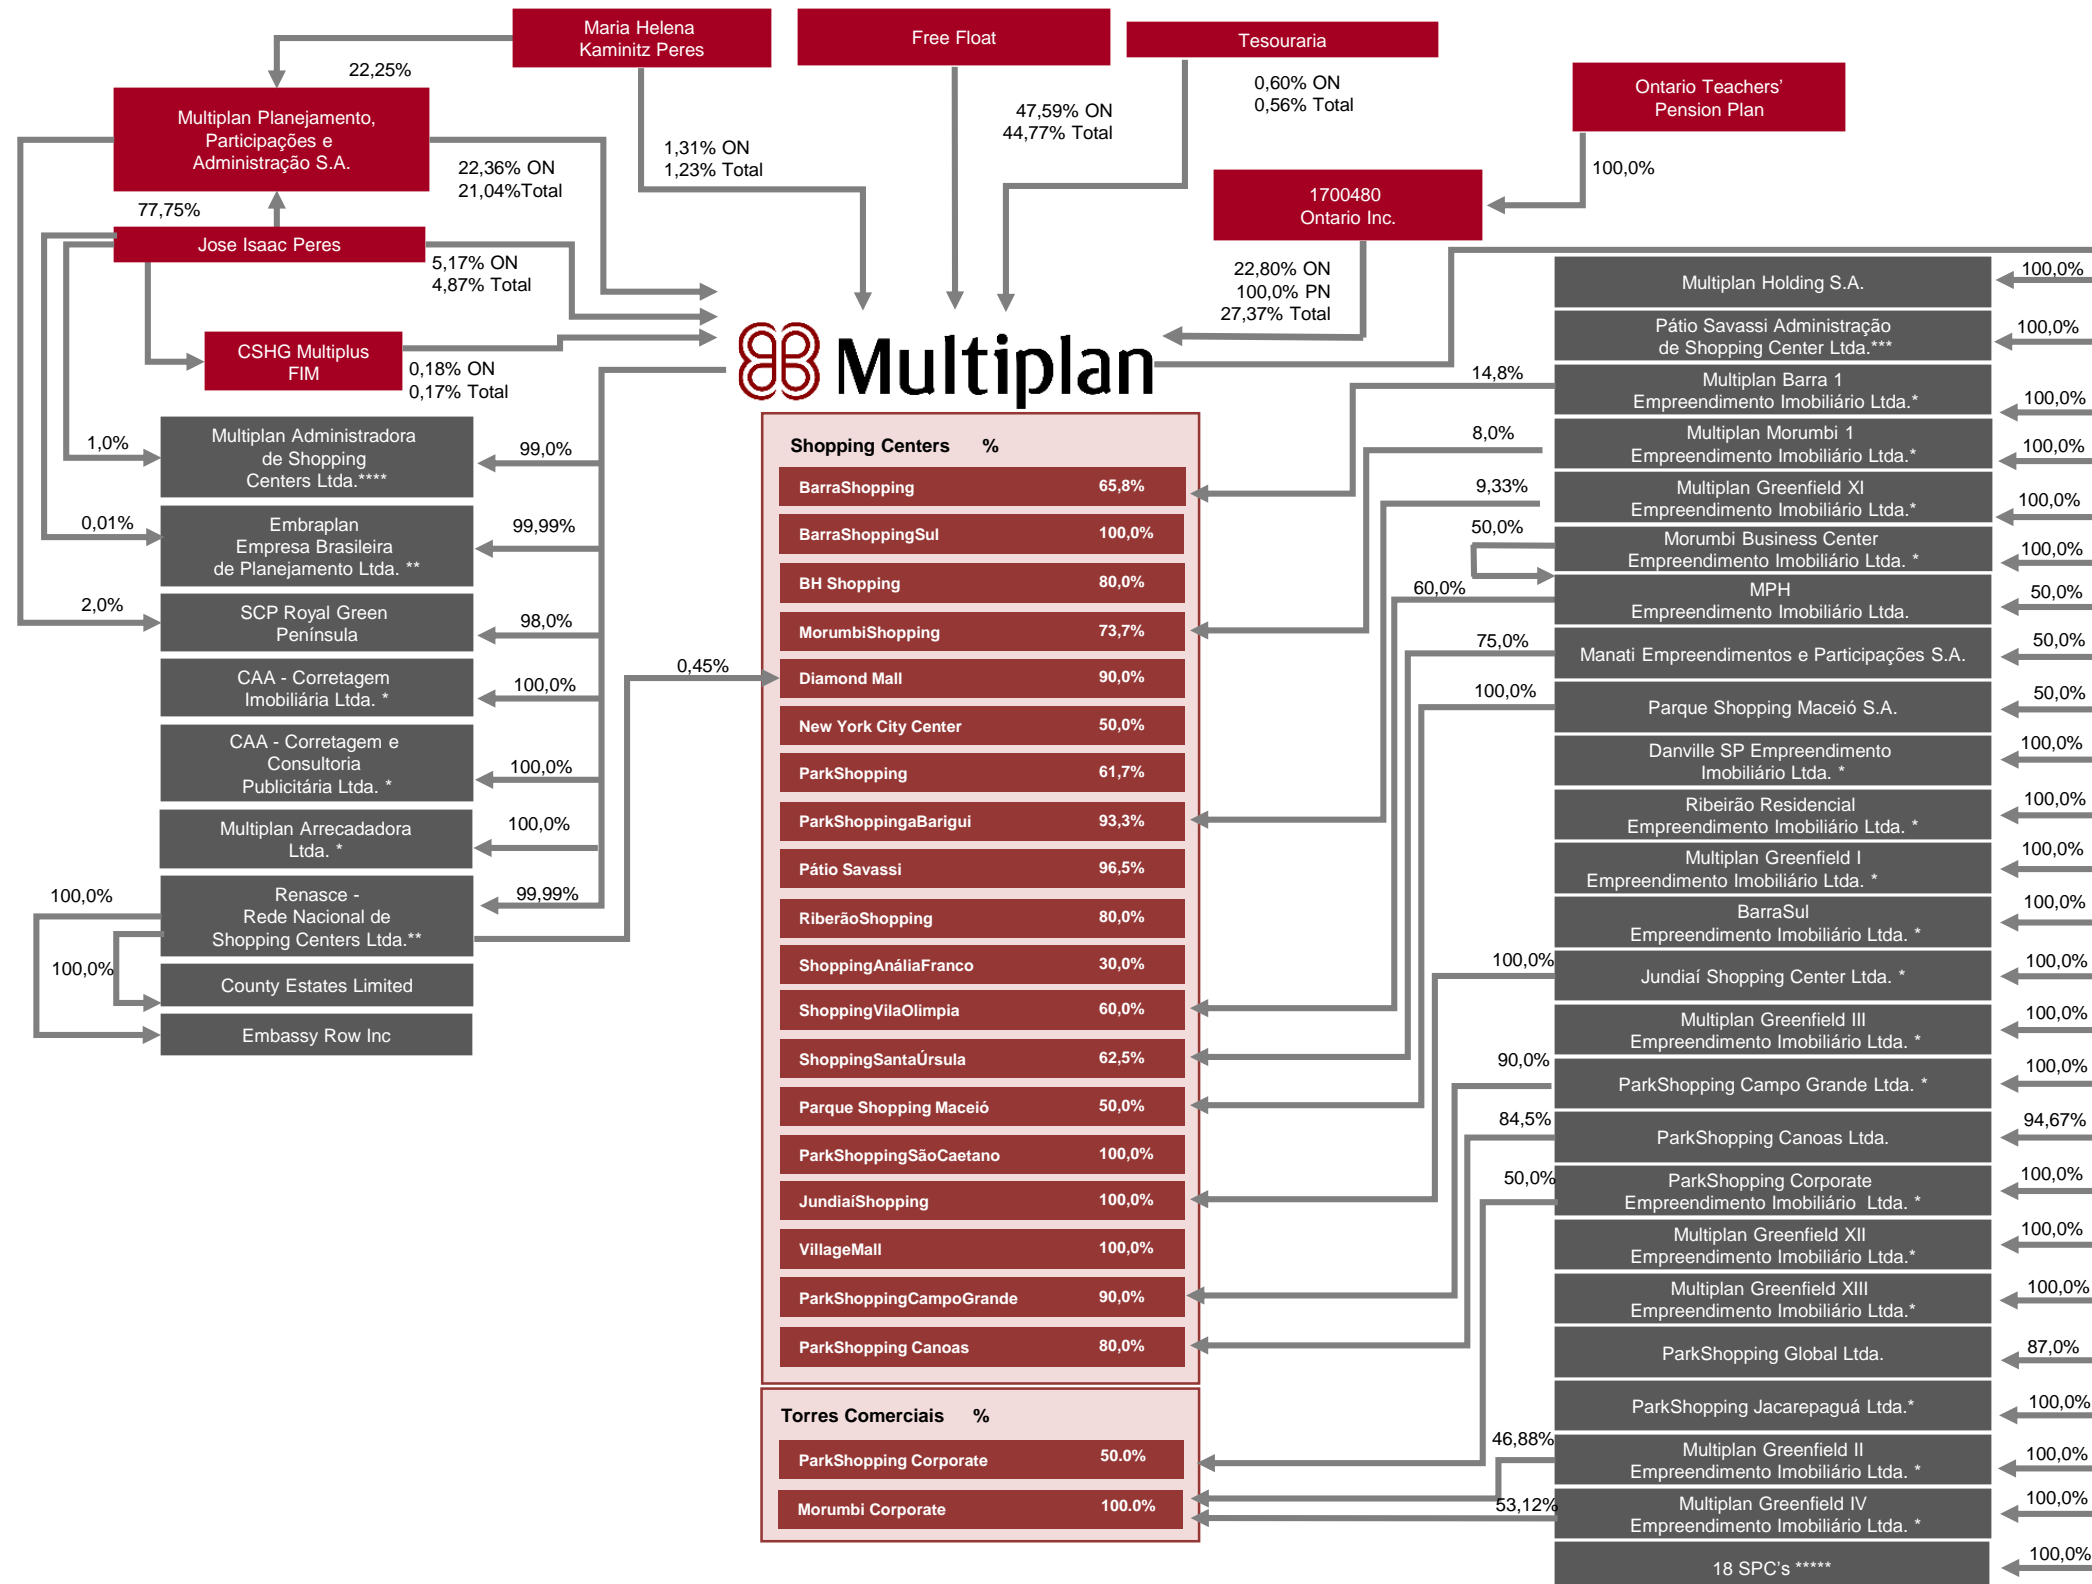 Maria Helena
Kaminitz Peres
Free Float
Tesouraria
22,25%
Ontario Teachers'
Pension Plan
Multiplan Planejamento,
Participações e
Administração S.A.
0,60% ON
0,56% Total
47,59% ON
44,77% Total
1,31% ON
1,23% Total
22,36% ON
21,04%Total
100,0%
1700480
Ontario Inc.
77,75%
Jose Isaac Peres
5,17% ON
4,87% Total
22,80% ON
100,0% PN
27,37% Total
CSHG Multiplus
FIM
0,18% ON
0,17% Total
Multiplan
1,0%
Multiplan Administradora
de Shopping
Centers Ltda.****
99,0%
0,01%
Embraplan
Empresa Brasileira
de Planejamento Ltda. **
99,99%
2,0%
SCP Royal Green
Península
98,0%
CAA - Corretagem
Imobiliária Ltda. *
100,0%
CAA - Corretagem e
Consultoria
Publicitária Ltda. *
100,0%
Multiplan Arrecadadora
Ltda. *
100,0%
100,0%
Renasce -
Rede Nacional de
Shopping Centers Ltda.**
99,99%
100,0%
County Estates Limited
Embassy Row Inc
0,45%
Shopping Centers %
BarraShopping 65,8%
BarraShoppingSul 100,0%
BH Shopping 80,0%
MorumbiShopping 73,7%
Diamond Mall 90,0%
New York City Center 50,0%
ParkShopping 61,7%
ParkShoppingaBarigui 93,3%
Pátio Savassi 96,5%
RiberãoShopping 80,0%
ShoppingAnáliaFranco 30,0%
ShoppingVilaOlimpia 60,0%
ShoppingSantaÚrsula 62,5%
Parque Shopping Maceió 50,0%
ParkShoppingSãoCaetano 100,0%
JundiaíShopping 100,0%
VillageMall 100,0%
ParkShoppingCampoGrande 90,0%
ParkShopping Canoas 80,0%
Torres Comerciais %
ParkShopping Corporate 50.0%
Morumbi Corporate 100.0%
Multiplan Holding S.A.
100,0%
Pátio Savassi Administração
de Shopping Center Ltda.***
100,0%
14,8%
Multiplan Barra 1
Empreendimento Imobiliário Ltda.*
100,0%
8,0%
Multiplan Morumbi 1
Empreendimento Imobiliário Ltda.*
100,0%
9,33%
Multiplan Greenfield XI
Empreendimento Imobiliário Ltda.*
100,0%
50,0%
Morumbi Business Center
Empreendimento Imobiliário Ltda. *
100,0%
60,0%
MPH
Empreendimento Imobiliário Ltda.
50,0%
75,0%
Manati Empreendimentos e Participações S.A.
50,0%
100,0%
Parque Shopping Maceió S.A.
50,0%
Danville SP Empreendimento
Imobiliário Ltda. *
100,0%
Ribeirão Residencial
Empreendimento Imobiliário Ltda. *
100,0%
Multiplan Greenfield I
Empreendimento Imobiliário Ltda. *
100,0%
BarraSul
Empreendimento Imobiliário Ltda. *
100,0%
100,0%
Jundiaí Shopping Center Ltda. *
100,0%
Multiplan Greenfield III
Empreendimento Imobiliário Ltda. *
100,0%
90,0%
ParkShopping Campo Grande Ltda. *
100,0%
84,5%
ParkShopping Canoas Ltda.
94,67%
50,0%
ParkShopping Corporate
Empreendimento Imobiliário Ltda. *
100,0%
Multiplan Greenfield XII
Empreendimento Imobiliário Ltda.*
100,0%
Multiplan Greenfield XIII
Empreendimento Imobiliário Ltda.*
100,0%
ParkShopping Global Ltda.
87,0%
ParkShopping Jacarepaguá Ltda.*
100,0%
46,88%
Multiplan Greenfield II
Empreendimento Imobiliário Ltda. *
100,0%
53,12%
Multiplan Greenfield IV
Empreendimento Imobiliário Ltda. *
100,0%
18 SPC's *****
100,0%